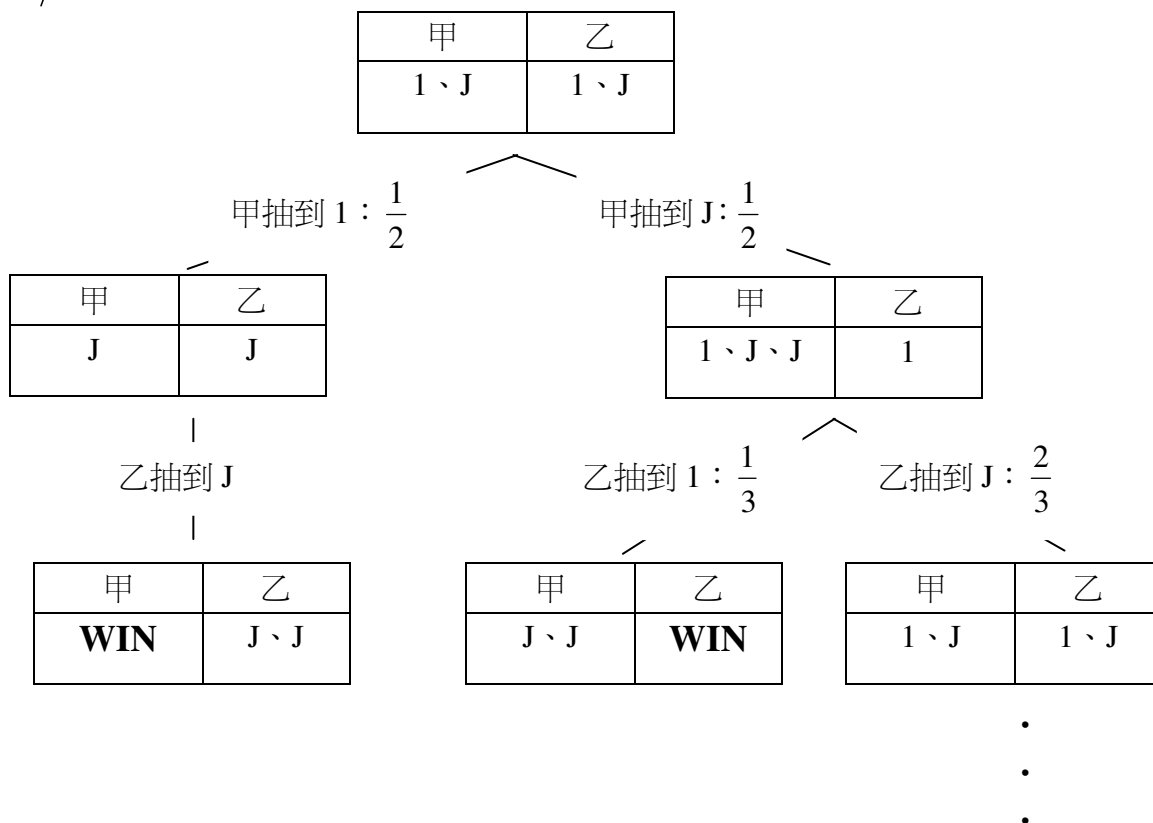 甲 乙
1、J 1、J
甲抽到 1：1/2 甲抽到 J：1/2
甲 乙 甲 乙
J J 1、J、J 1
乙抽到 J 乙抽到 1：1/3 乙抽到 J：2/3
甲 乙 甲 乙 甲 乙
WIN J、J J、J WIN 1、J 1、J